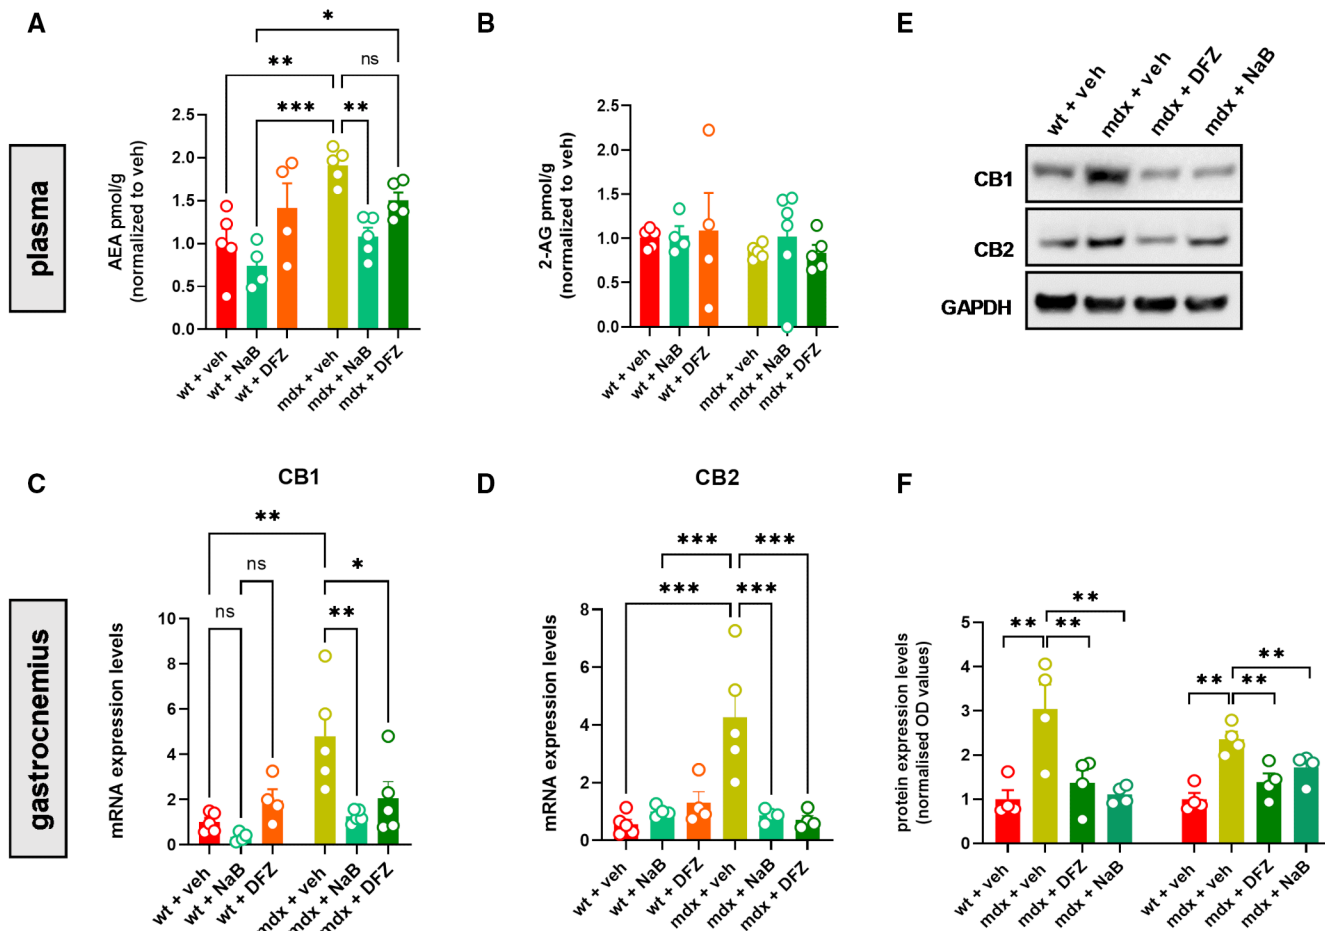 A
B
E
plasma
AEA pmol/g
(normalized to veh)
2.5
2.0
1.5
1.0
0.5
0.0
*
**
ns
***
**
wt + veh
wt + NaB
wt + DFZ
mdx + veh
mdx + NaB
mdx + DFZ
2-AG pmol/g
(normalized to veh)
2.5
2.0
1.5
1.0
0.5
0.0
wt + veh
wt + NaB
wt + DFZ
mdx + veh
mdx + NaB
mdx + DFZ
wt + veh
mdx + veh
mdx + DFZ
mdx + NaB
CB1
CB2
GAPDH
C
CB1
D
CB2
F
gastrocnemius
mRNA expression levels
10
8
6
4
2
0
**
ns
*
ns
**
wt + veh
wt + NaB
wt + DFZ
mdx + veh
mdx + NaB
mdx + DFZ
mRNA expression levels
8
6
4
2
0
***
***
***
***
wt + veh
wt + NaB
wt + DFZ
mdx + veh
mdx + NaB
mdx + DFZ
protein expression levels
(normalised OD values)
5
4
3
2
1
0
**
**
**
**
**
**
wt + veh
mdx + veh
mdx + DFZ
mdx + NaB
wt + veh
mdx + veh
mdx + DFZ
mdx + NaB